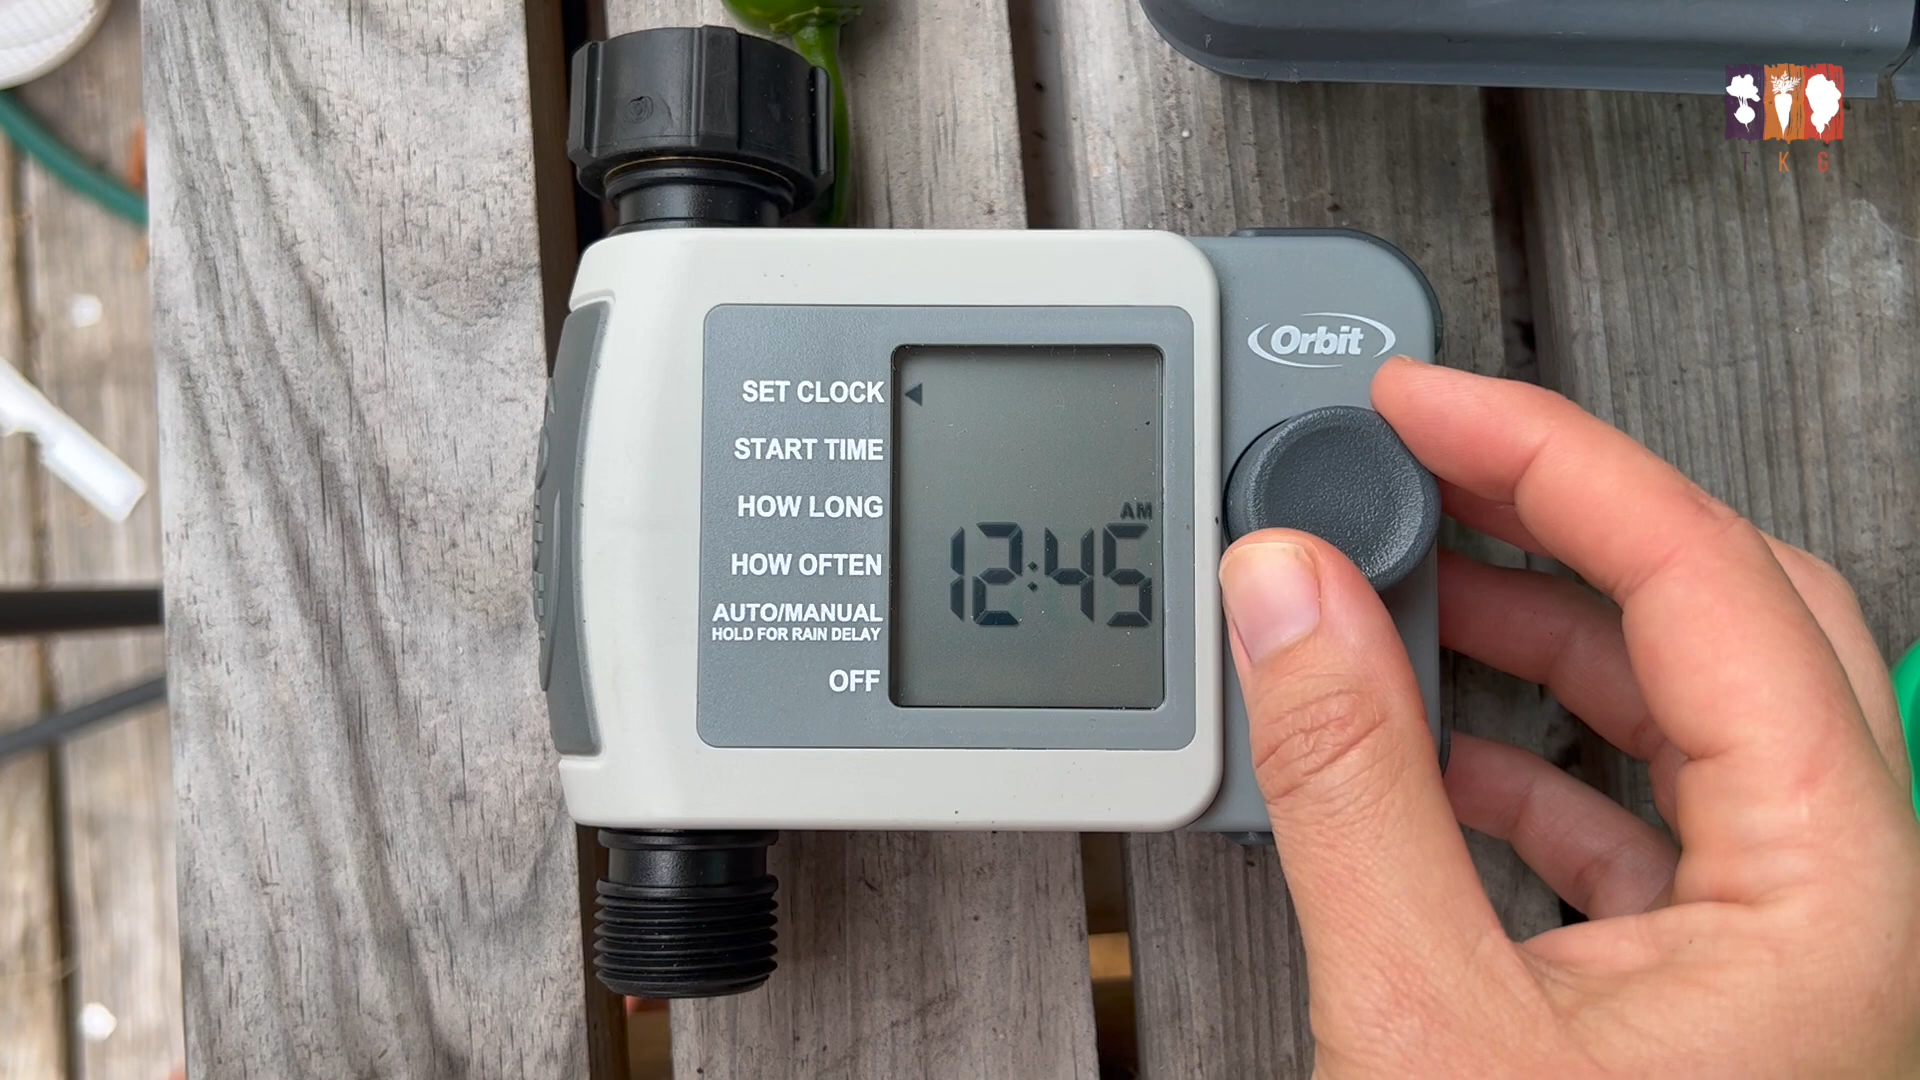 T K G
Orbit
SET CLOCK
START TIME
HOW LONG
HOW OFTEN
AUTO/MANUAL
HOLD FOR RAIN DELAY
OFF
AM
12:45